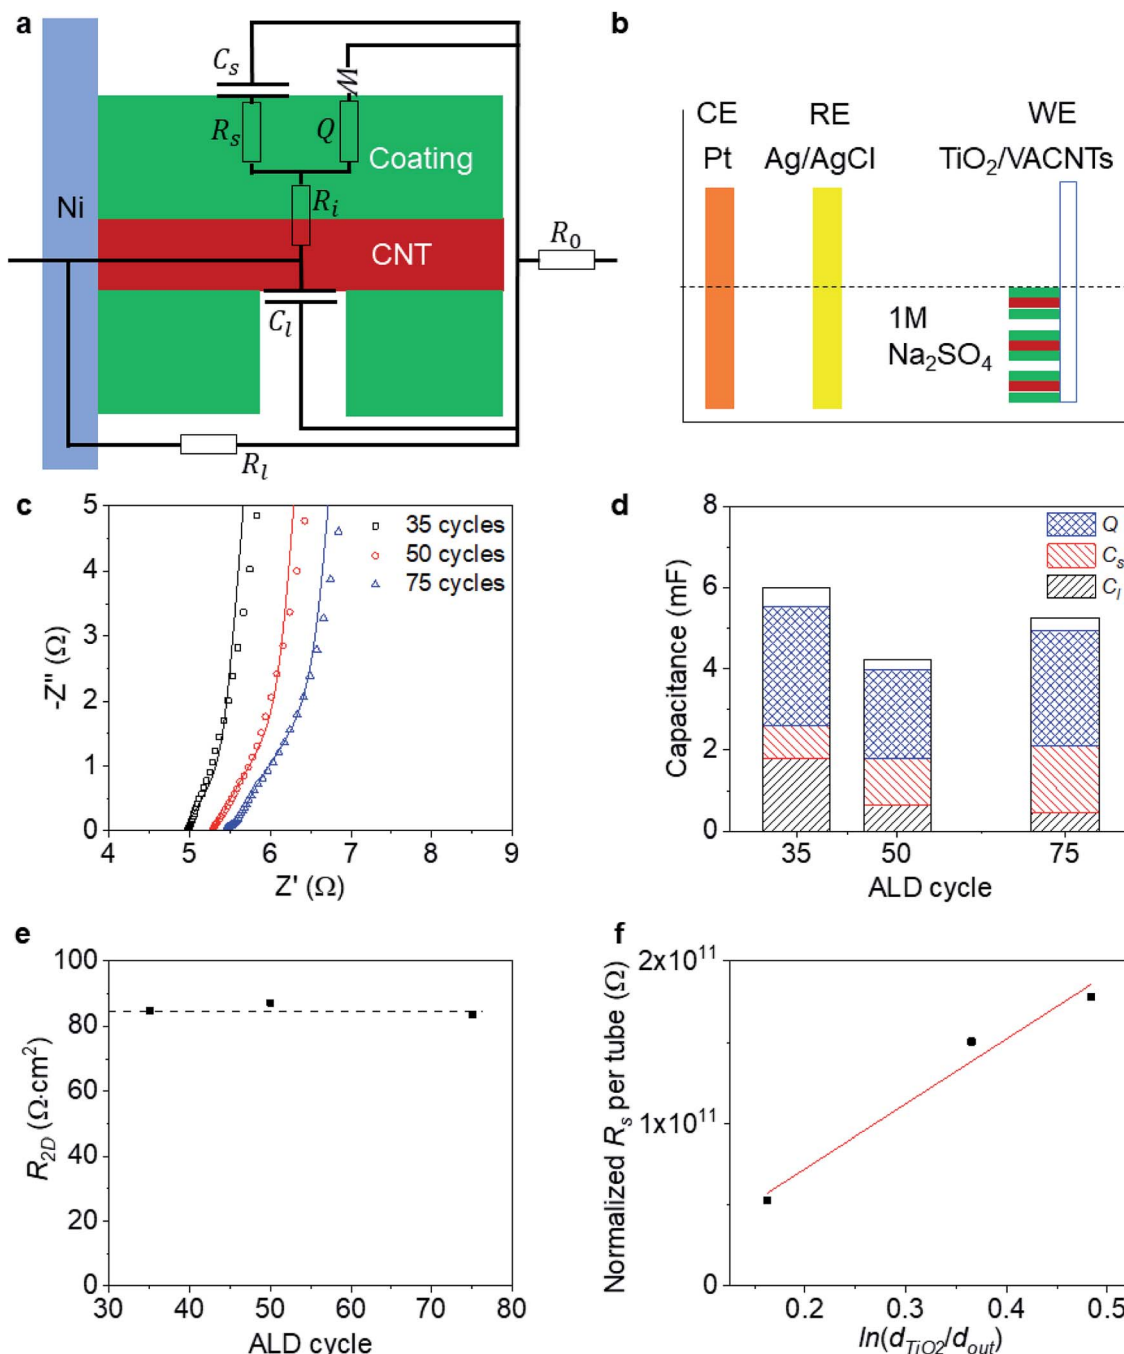 a
C_s
R_s
Q
W
Coating
Ni
R_i
CNT
R_0
C_l
R_l
b
CE RE WE
Pt Ag/AgCl TiO₂/VACNTs
1M
Na₂SO₄
c
5
4
3
2
1
0
-Z'' (Ω)
35 cycles
50 cycles
75 cycles
4 5 6 7 8 9
Z' (Ω)
d
8
6
4
2
0
Capacitance (mF)
Q
C_s
C_l
35 50 75
ALD cycle
e
100
80
60
40
20
0
R_2D (Ω·cm²)
30 40 50 60 70 80
ALD cycle
f
2x10¹¹
1x10¹¹
0
Normalized R_s per tube (Ω)
0.2 0.3 0.4 0.5
ln(d_TiO2/d_out)